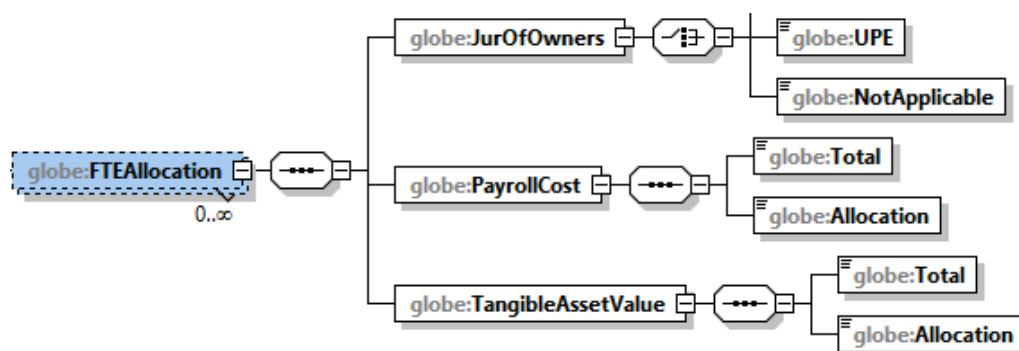 globe:JurOfOwners
globe:UPE
globe:NotApplicable
globe:FTEAllocation
0..∞
globe:PayrollCost
globe:Total
globe:Allocation
globe:TangibleAssetValue
globe:Total
globe:Allocation